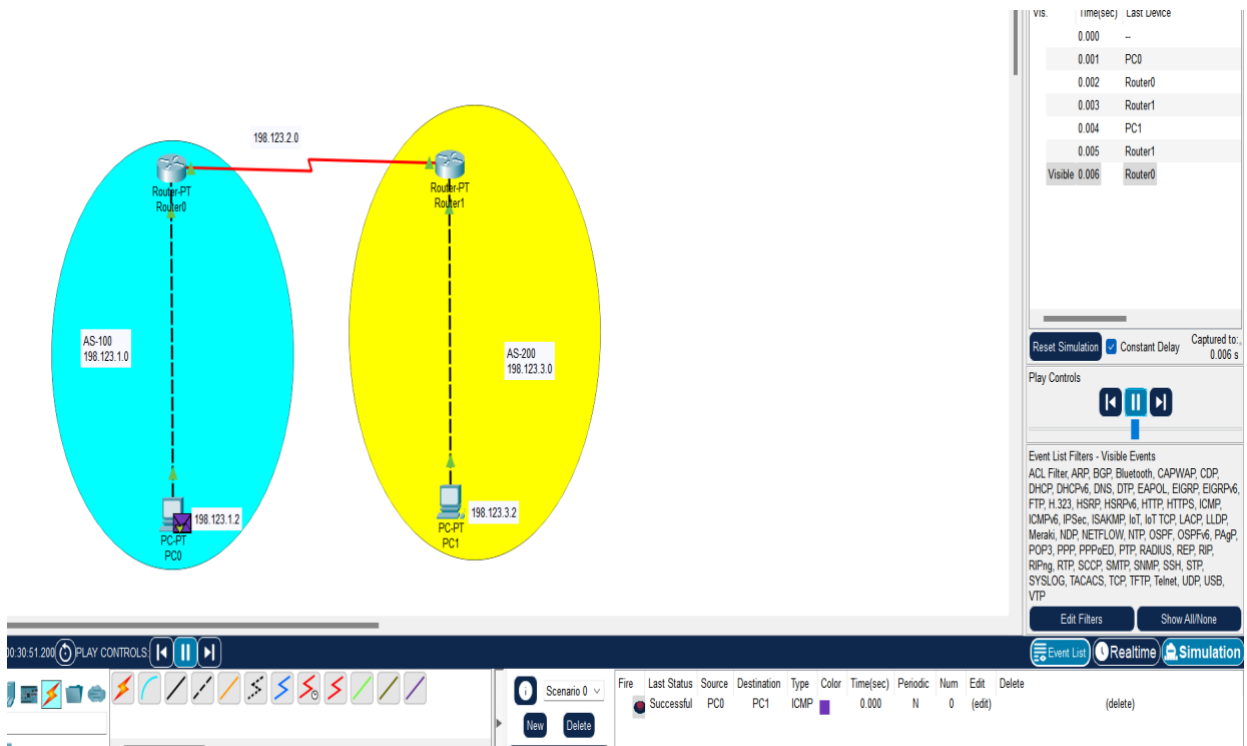 Vis. Time(sec) Last Device
0.000 --
0.001 PC0
0.002 Router0
0.003 Router1
0.004 PC1
0.005 Router1
Visible 0.006 Router0
198.123.2.0
Router-PT
Router0
Router-PT
Router1
AS-100
198.123.1.0
AS-200
198.123.3.0
198.123.1.2
PC-PT
PC0
198.123.3.2
PC-PT
PC1
Reset Simulation Constant Delay Captured to:
0.006 s
Play Controls
Event List Filters - Visible Events
ACL Filter, ARP, BGP, Bluetooth, CAPWAP, CDP,
DHCP, DHCPv6, DNS, DTP, EAPOL, EIGRP, EIGRPv6,
FTP, H.323, HSRP, HSRPv6, HTTP, HTTPS, ICMP,
ICMPv6, IPSec, ISAKMP, IoT, IoT TCP, LACP, LLDP,
Meraki, NDP, NETFLOW, NTP, OSPF, OSPFv6, PAgP,
POP3, PPP, PPPoED, PTP, RADIUS, REP, RIP,
RIPng, RTP, SCCP, SMTP, SNMP, SSH, STP,
SYSLOG, TACACS, TCP, TFTP, Telnet, UDP, USB,
VTP
Edit Filters Show All/None
00:30:51.200 PLAY CONTROLS:
Event List Realtime Simulation
Scenario 0
New Delete
Fire Last Status Source Destination Type Color Time(sec) Periodic Num Edit Delete
Successful PC0 PC1 ICMP 0.000 N 0 (edit) (delete)